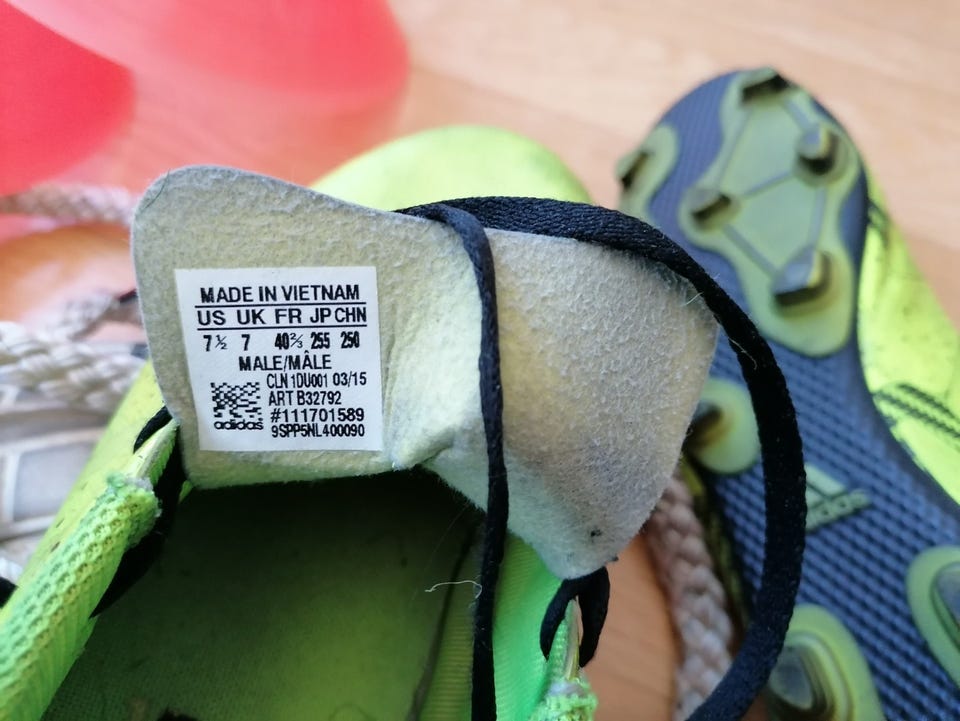 MADE IN VIETNAM
US UK FR JP CHN
7½ 7 40⅔ 255 250
MALE/MÂLE
CLN 1DU001 03/15
ART B32792
#111701589
adidas 9SPP5NL400090
adidas